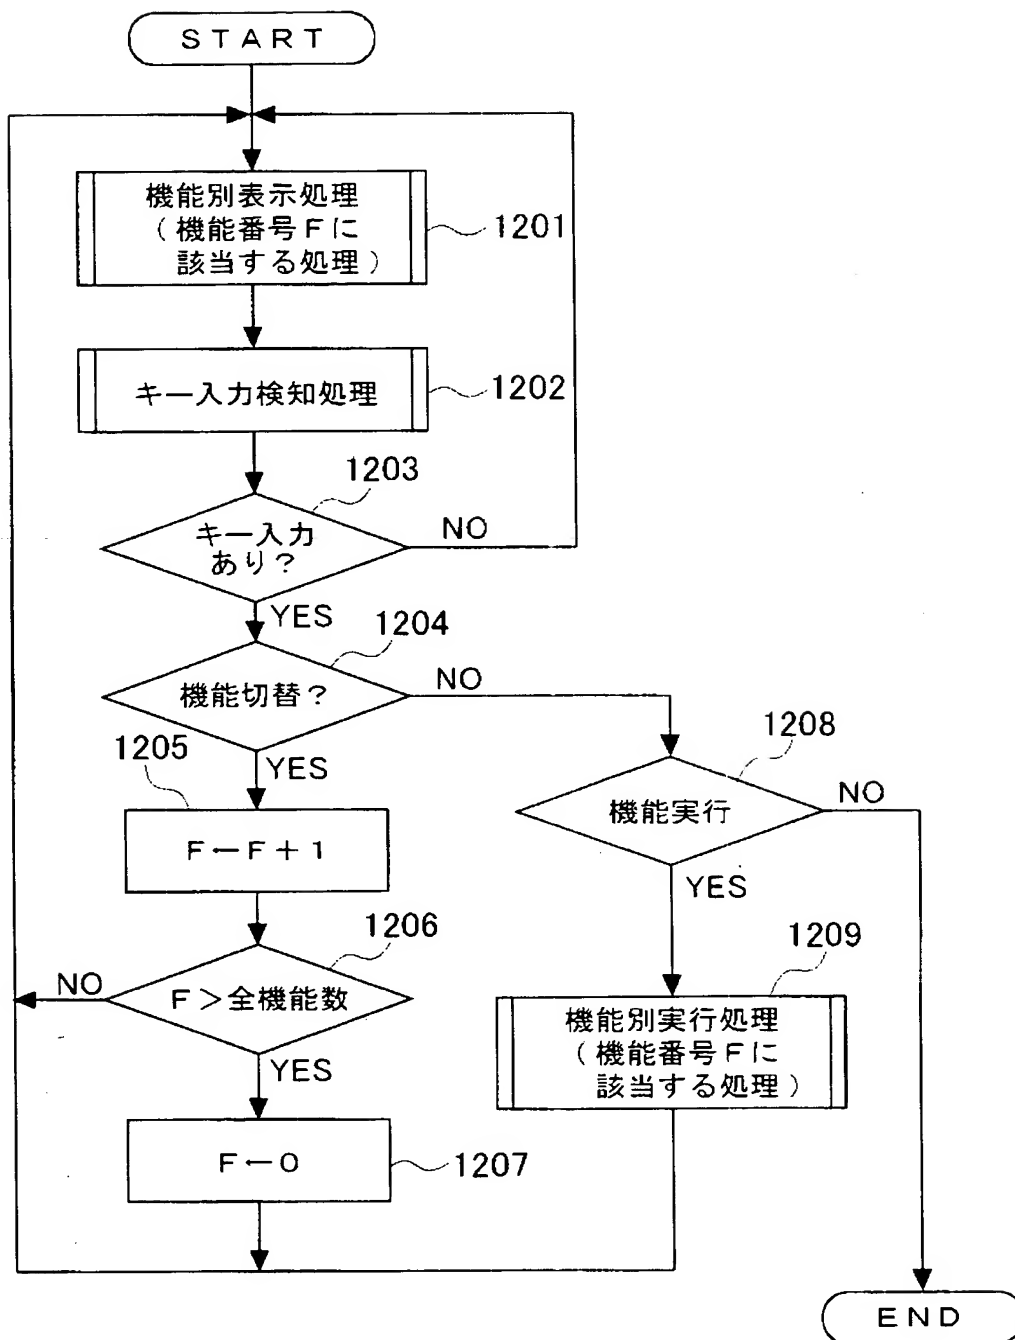 START
機能別表示処理
(機能番号Fに
該当する処理)
1201
キー入力検知処理
1202
1203
キー入力
あり?
NO
YES
1204
機能切替?
NO
YES
1205
F←F+1
1206
F>全機能数
NO
YES
F←0
1207
1208
機能実行
NO
YES
1209
機能別実行処理
(機能番号Fに
該当する処理)
END